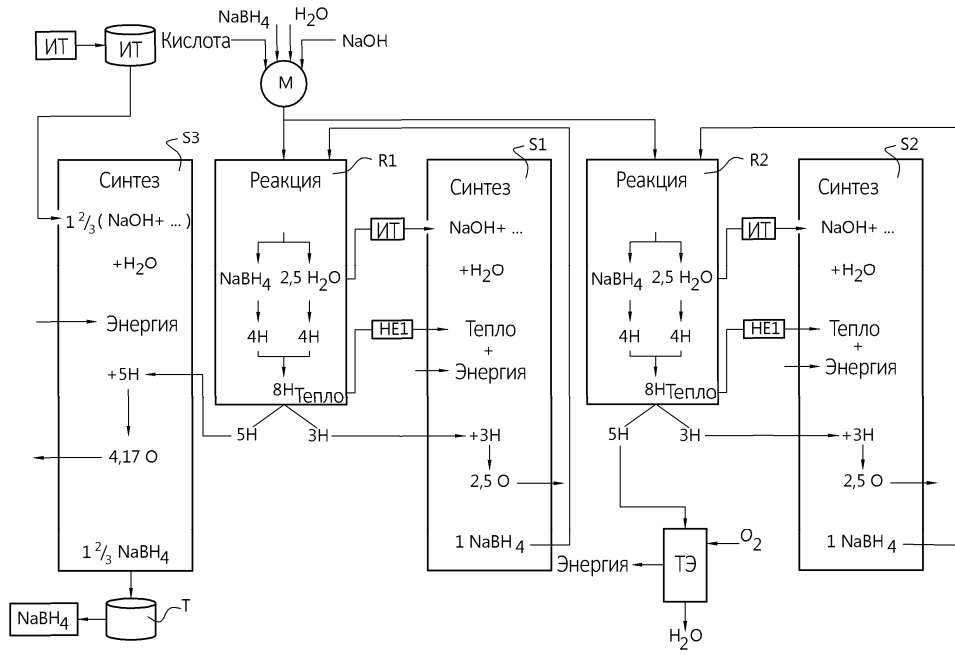 NaBH4
H2O
Кислота
NaOH
М
ИТ
ИТ
S3
Синтез
1 2/3 ( NaOH+ ... )
+H2O
Энергия
+5H
4,17 O
1 2/3 NaBH4
NaBH4
T
R1
Реакция
NaBH4 2,5 H2O
4H 4H
8H
Тепло
5H 3H
ИТ
HE1
S1
Синтез
NaOH+ ...
+H2O
Тепло
+
Энергия
+3H
2,5 O
1 NaBH4
R2
Реакция
NaBH4 2,5 H2O
4H 4H
8H
Тепло
5H 3H
ИТ
HE1
S2
Синтез
NaOH+ ...
+H2O
Тепло
+
Энергия
+3H
2,5 O
1 NaBH4
O2
ТЭ
Энергия
H2O